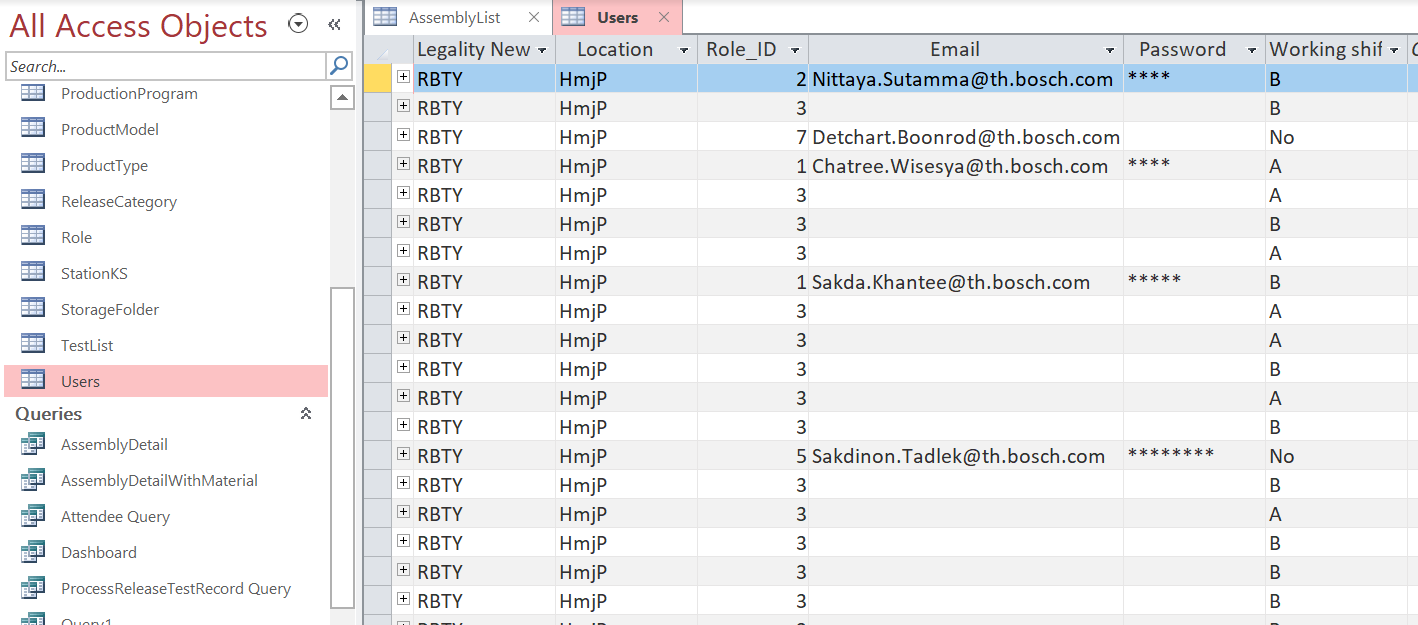 All Access Objects
Search...
ProductionProgram
ProductModel
ProductType
ReleaseCategory
Role
StationKS
StorageFolder
TestList
Users
Queries
AssemblyDetail
AssemblyDetailWithMaterial
Attendee Query
Dashboard
ProcessReleaseTestRecord Query
Query1
AssemblyList Users
Legality New Location Role_ID Email Password Working shif
RBTY HmjP 2 Nittaya.Sutamma@th.bosch.com **** B
RBTY HmjP 3 B
RBTY HmjP 7 Detchart.Boonrod@th.bosch.com No
RBTY HmjP 1 Chatree.Wisesya@th.bosch.com **** A
RBTY HmjP 3 A
RBTY HmjP 3 B
RBTY HmjP 3 A
RBTY HmjP 1 Sakda.Khantee@th.bosch.com ***** B
RBTY HmjP 3 A
RBTY HmjP 3 A
RBTY HmjP 3 B
RBTY HmjP 3 A
RBTY HmjP 3 B
RBTY HmjP 5 Sakdinon.Tadlek@th.bosch.com ******** No
RBTY HmjP 3 B
RBTY HmjP 3 A
RBTY HmjP 3 B
RBTY HmjP 3 B
RBTY HmjP 3 B